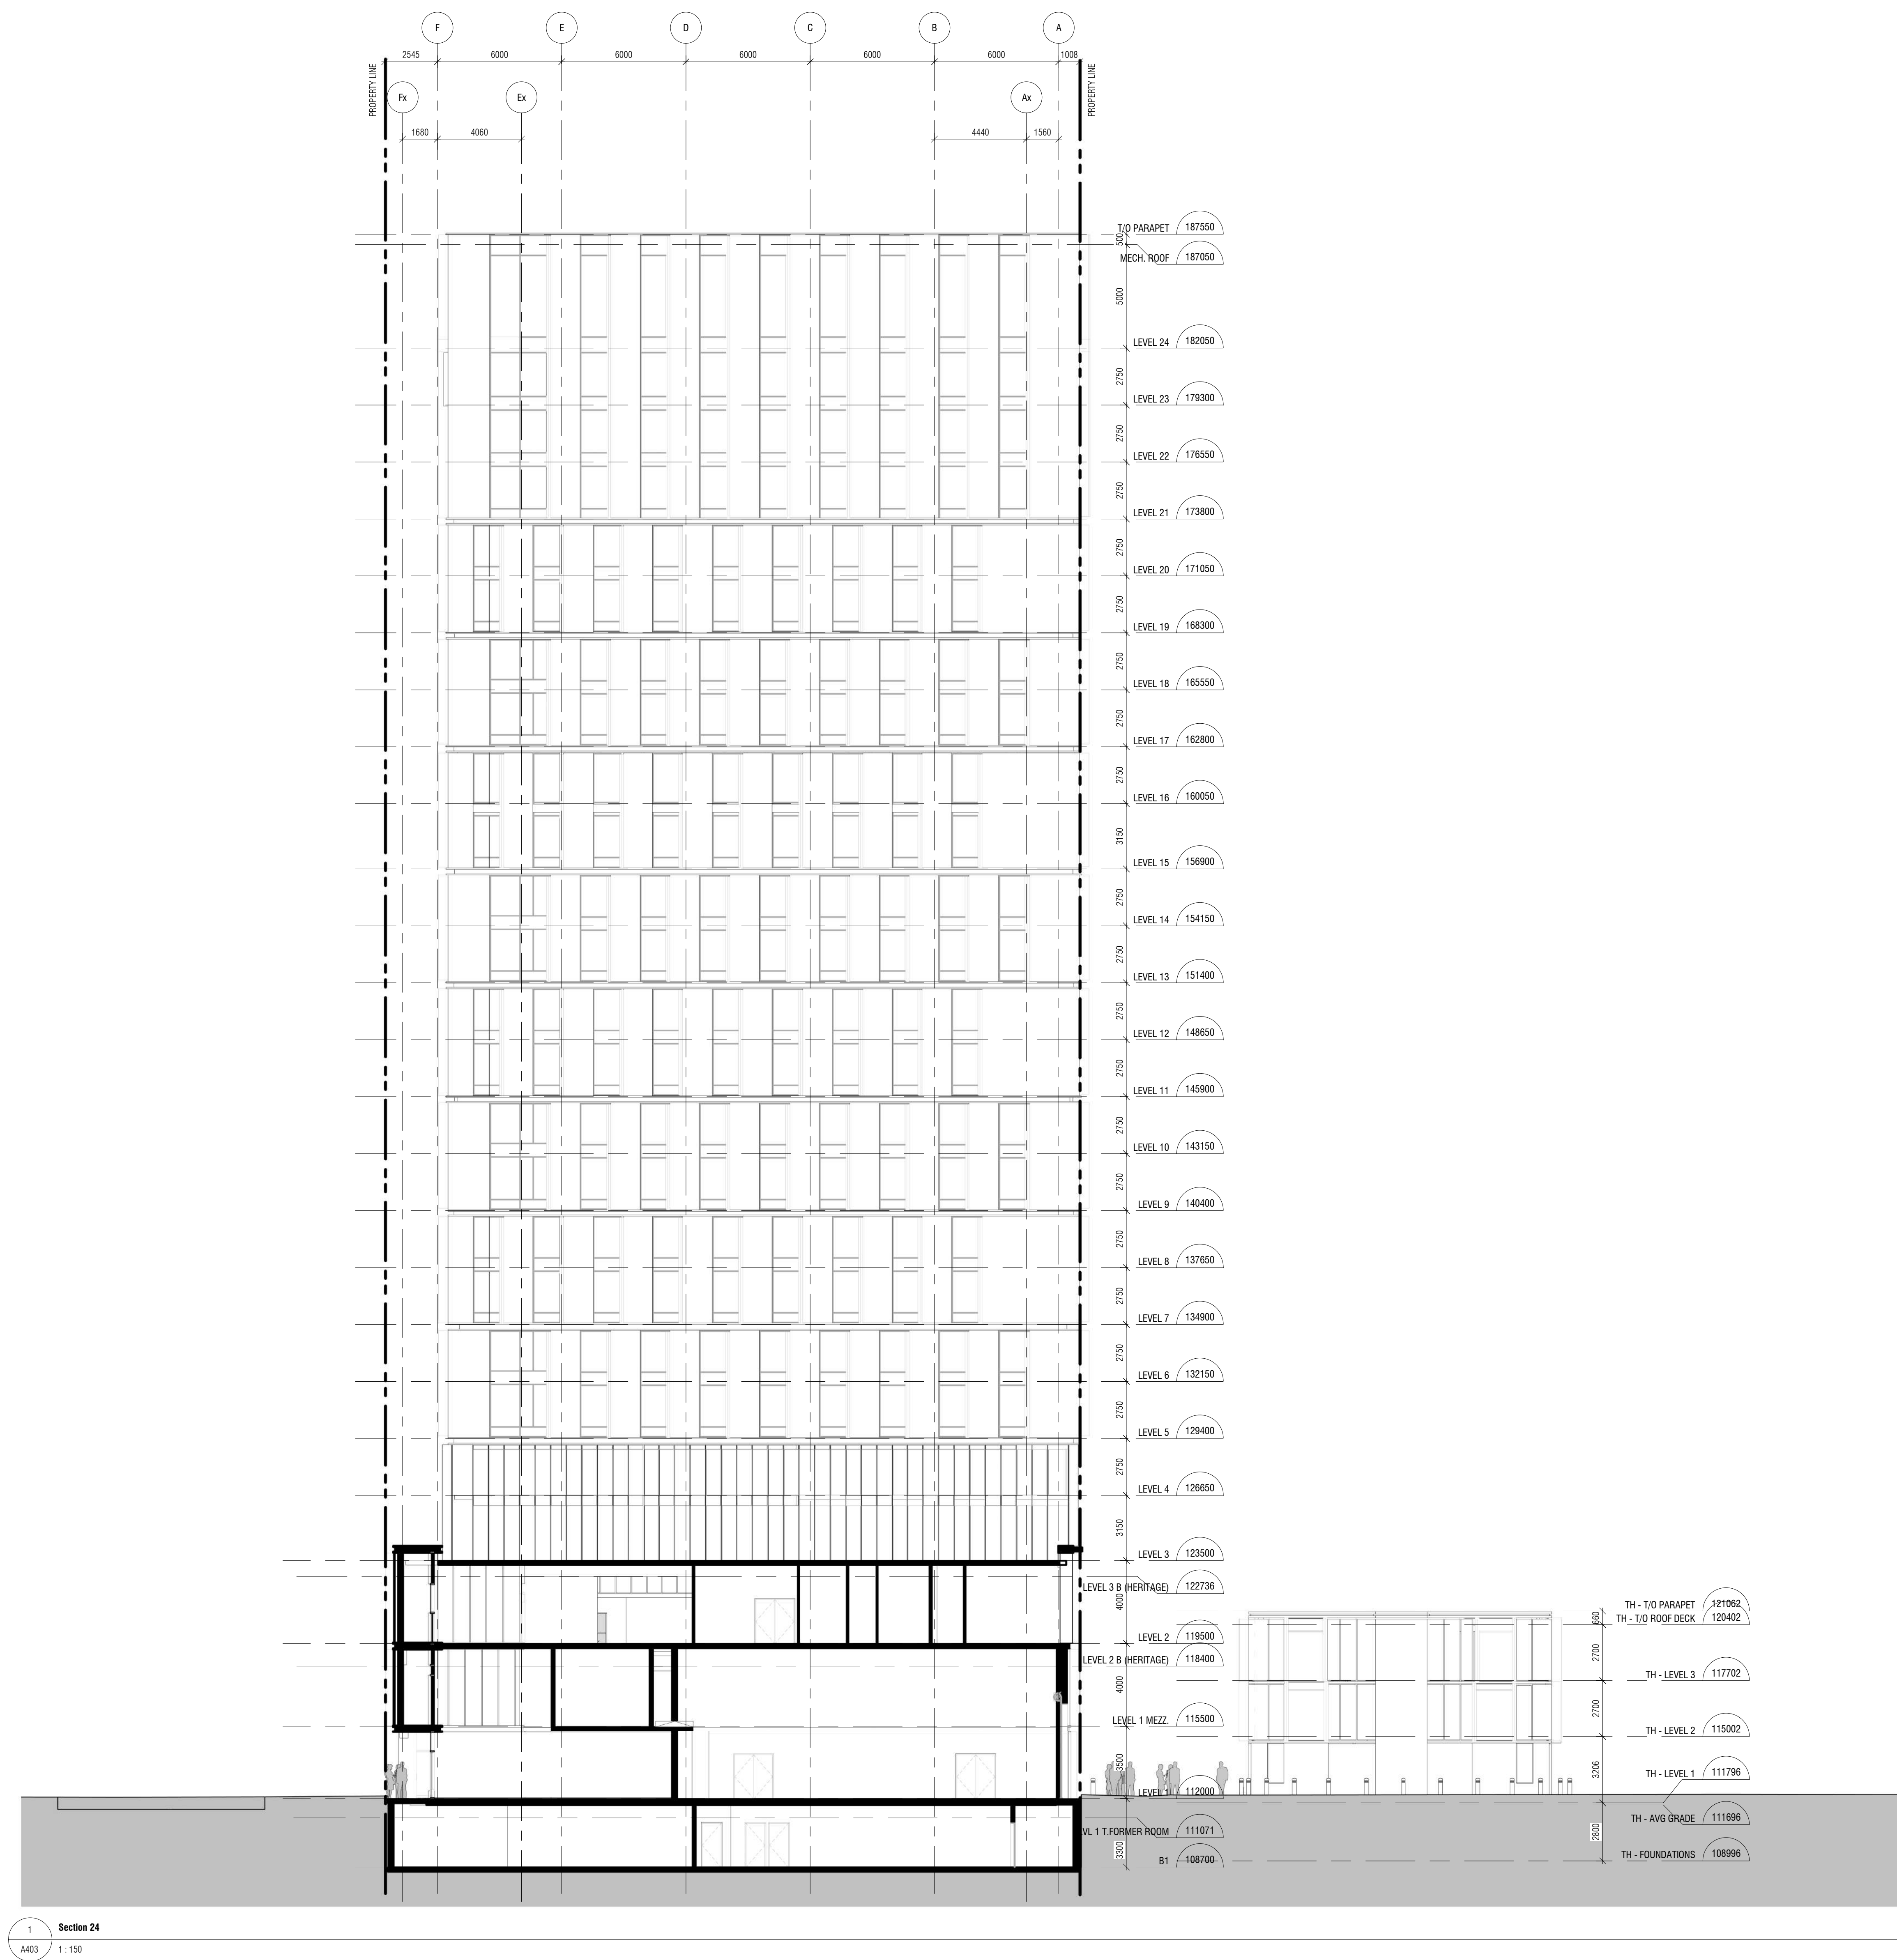 F E D C B A
2545 6000 6000 6000 6000 6000 1008
PROPERTY LINE
PROPERTY LINE
Fx Ex Ax
1680 4060 4440 1560
T/O PARAPET 187550
500
MECH. ROOF 187050
5000
LEVEL 24 182050
2750
LEVEL 23 179300
2750
LEVEL 22 176550
2750
LEVEL 21 173800
2750
LEVEL 20 171050
2750
LEVEL 19 168300
2750
LEVEL 18 165550
2750
LEVEL 17 162800
2750
LEVEL 16 160050
3150
LEVEL 15 156900
2750
LEVEL 14 154150
2750
LEVEL 13 151400
2750
LEVEL 12 148650
2750
LEVEL 11 145900
2750
LEVEL 10 143150
2750
LEVEL 9 140400
2750
LEVEL 8 137650
2750
LEVEL 7 134900
2750
LEVEL 6 132150
2750
LEVEL 5 129400
2750
LEVEL 4 126650
3150
LEVEL 3 123500
LEVEL 3 B (HERITAGE) 122736
4000
LEVEL 2 119500
LEVEL 2 B (HERITAGE) 118400
4000
LEVEL 1 MEZZ. 115500
3500
LEVEL 1 112000
VL 1 T.FORMER ROOM 111071
3300
B1 108700
TH - T/O PARAPET 121062
660
TH - T/O ROOF DECK 120402
2700
TH - LEVEL 3 117702
2700
TH - LEVEL 2 115002
3206
TH - LEVEL 1 111796
TH - AVG GRADE 111696
2800
TH - FOUNDATIONS 108996
1
A403
Section 24
1 : 150